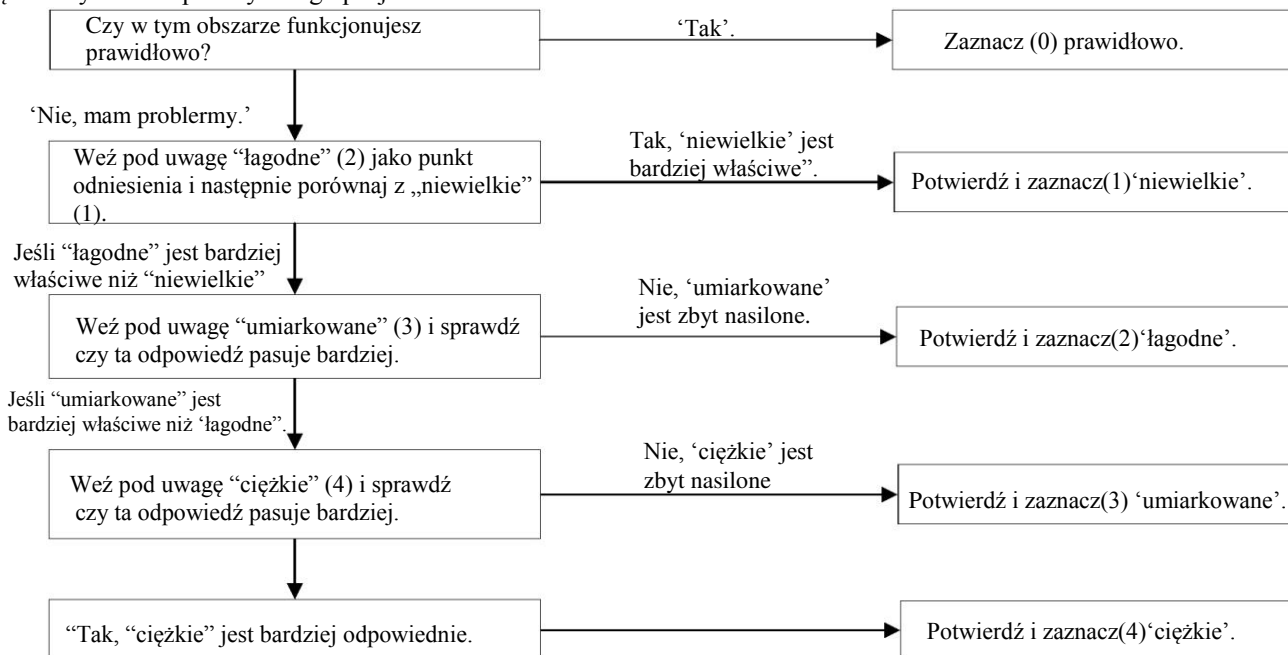 Czy w tym obszarze funkcjonujesz
prawidłowo?
‘Tak’.
Zaznacz (0) prawidłowo.
‘Nie, mam problermy.’
Weź pod uwagę “łagodne” (2) jako punkt
odniesienia i następnie porównaj z „niewielkie”
(1).
Tak, ‘niewielkie’ jest
bardziej właściwe”.
Potwierdź i zaznacz(1)‘niewielkie’.
Jeśli “łagodne” jest bardziej
właściwe niż “niewielkie”
Weź pod uwagę “umiarkowane” (3) i sprawdź
czy ta odpowiedź pasuje bardziej.
Nie, ‘umiarkowane’
jest zbyt nasilone.
Potwierdź i zaznacz(2)‘łagodne’.
Jeśli “umiarkowane” jest
bardziej właściwe niż ‘łagodne”.
Weź pod uwagę “ciężkie” (4) i sprawdź
czy ta odpowiedź pasuje bardziej.
Nie, ‘ciężkie’ jest
zbyt nasilone
Potwierdź i zaznacz(3) ‘umiarkowane’.
“Tak, “ciężkie” jest bardziej odpowiednie.
Potwierdź i zaznacz(4)‘ciężkie’.